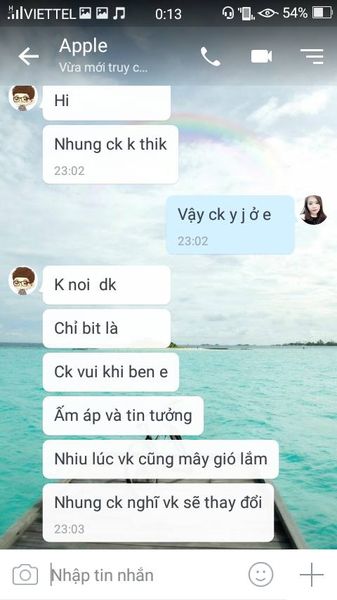 VIETTEL 0:13 54%
Apple
Vừa mới truy c...
Hi
Nhung ck k thik
23:02
Vậy ck y j ở e
23:02
K noi dk
Chỉ bit là
Ck vui khi ben e
Ấm áp và tin tưởng
Nhiu lúc vk cũng mây gió lắm
Nhưng ck nghĩ vk sẽ thay đổi
23:03
Nhập tin nhắn